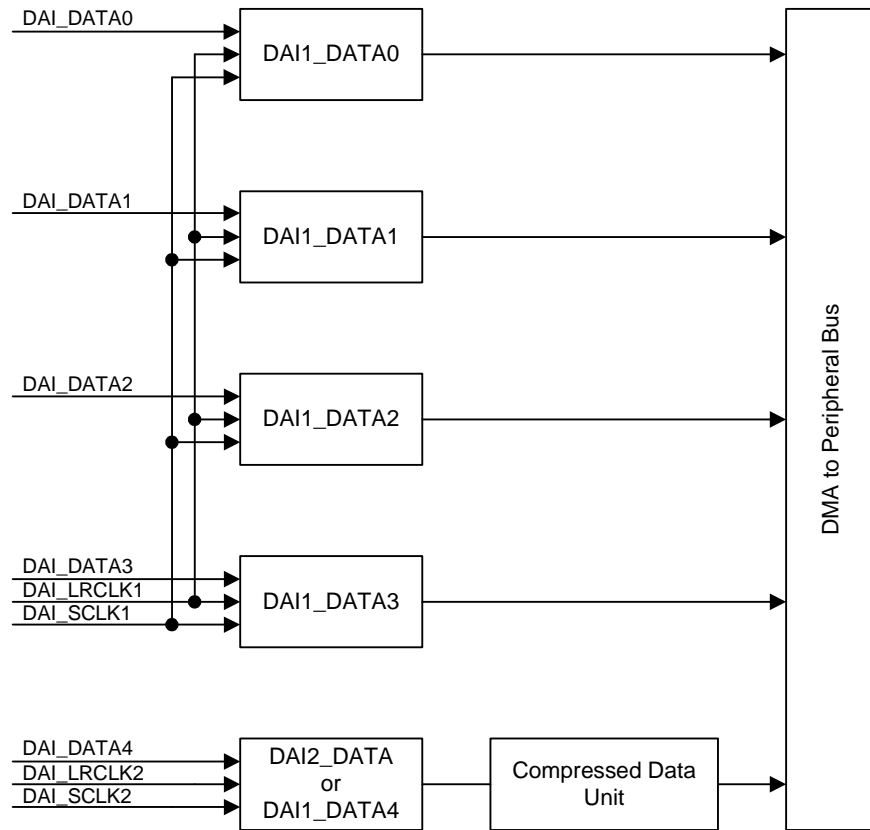 DAI_DATA0
DAI1_DATA0
DAI_DATA1
DAI1_DATA1
DAI_DATA2
DAI1_DATA2
DAI_DATA3
DAI_LRCLK1
DAI_SCLK1
DAI1_DATA3
DAI_DATA4
DAI_LRCLK2
DAI_SCLK2
DAI2_DATA
or
DAI1_DATA4
Compressed Data
Unit
DMA to Peripheral Bus